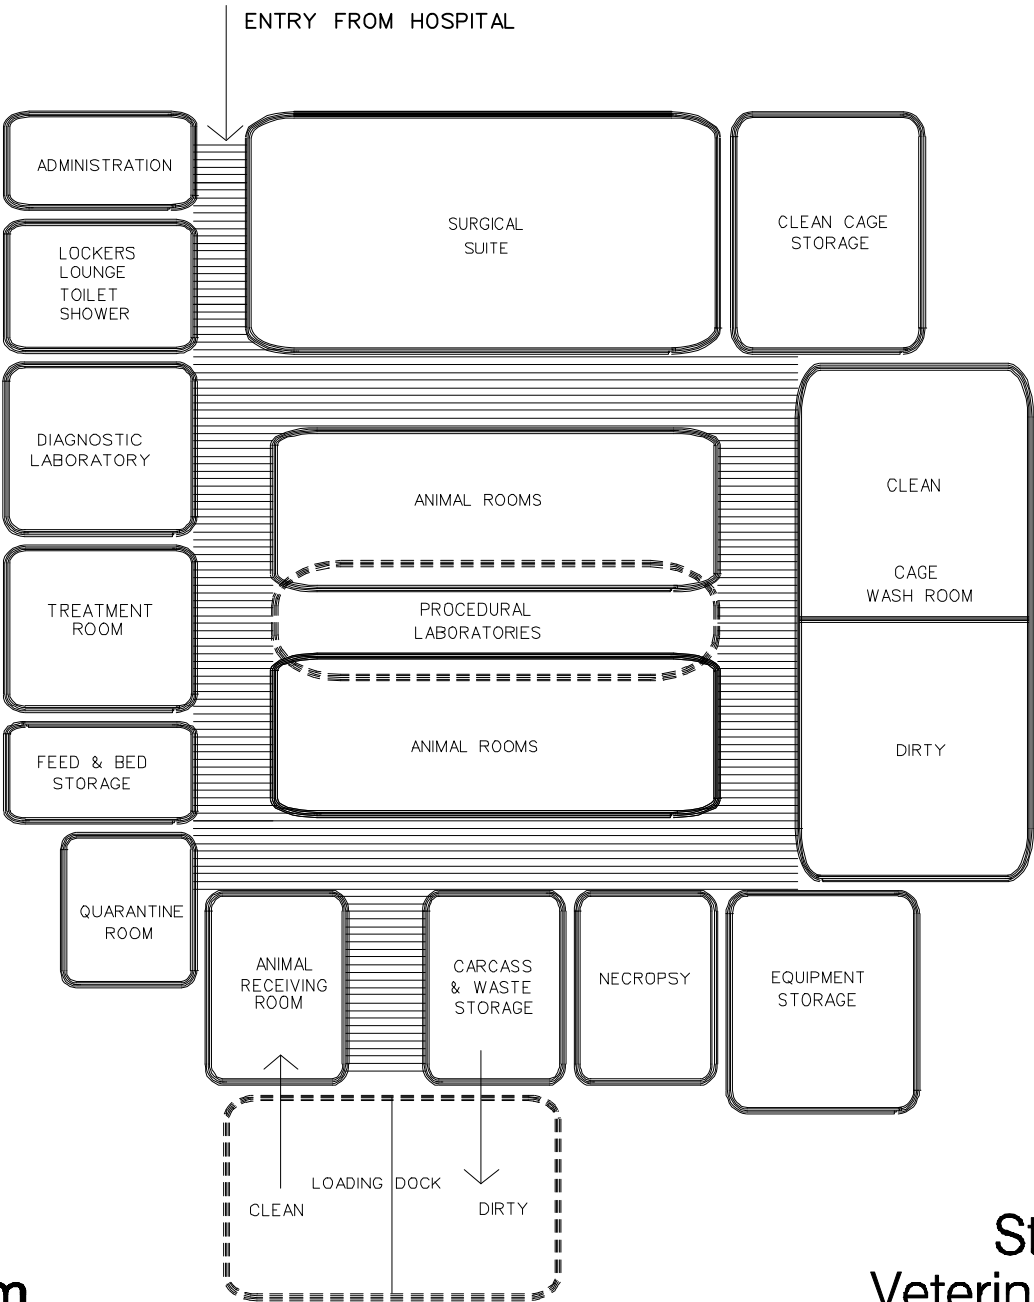 ENTRY FROM HOSPITAL
ADMINISTRATION
LOCKERS
LOUNGE
TOILET
SHOWER
SURGICAL
SUITE
CLEAN CAGE
STORAGE
DIAGNOSTIC
LABORATORY
ANIMAL ROOMS
CLEAN
CAGE
WASH ROOM
TREATMENT
ROOM
PROCEDURAL
LABORATORIES
ANIMAL ROOMS
DIRTY
FEED & BED
STORAGE
QUARANTINE
ROOM
ANIMAL
RECEIVING
ROOM
CARCASS
& WASTE
STORAGE
NECROPSY
EQUIPMENT
STORAGE
LOADING DOCK
CLEAN
DIRTY
St
Veterin
m